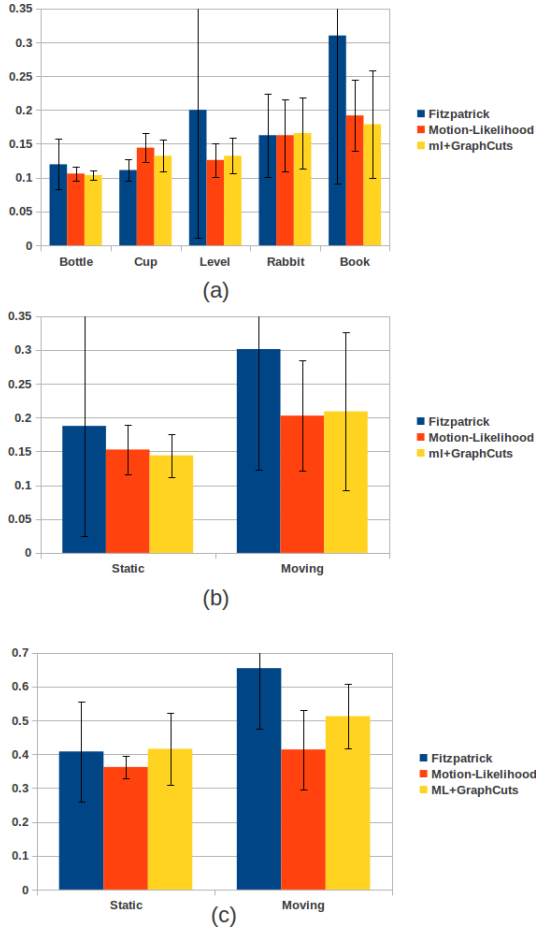 0.35
0.3
0.25
0.2
0.15
0.1
0.05
0
Bottle Cup Level Rabbit Book
Fitzpatrick
Motion-Likelihood
ml+GraphCuts
(a)
0.35
0.3
0.25
0.2
0.15
0.1
0.05
0
Static Moving
Fitzpatrick
Motion-Likelihood
ml+GraphCuts
(b)
0.7
0.6
0.5
0.4
0.3
0.2
0.1
0
Static Moving
Fitzpatrick
Motion-Likelihood
ML+GraphCuts
(c)